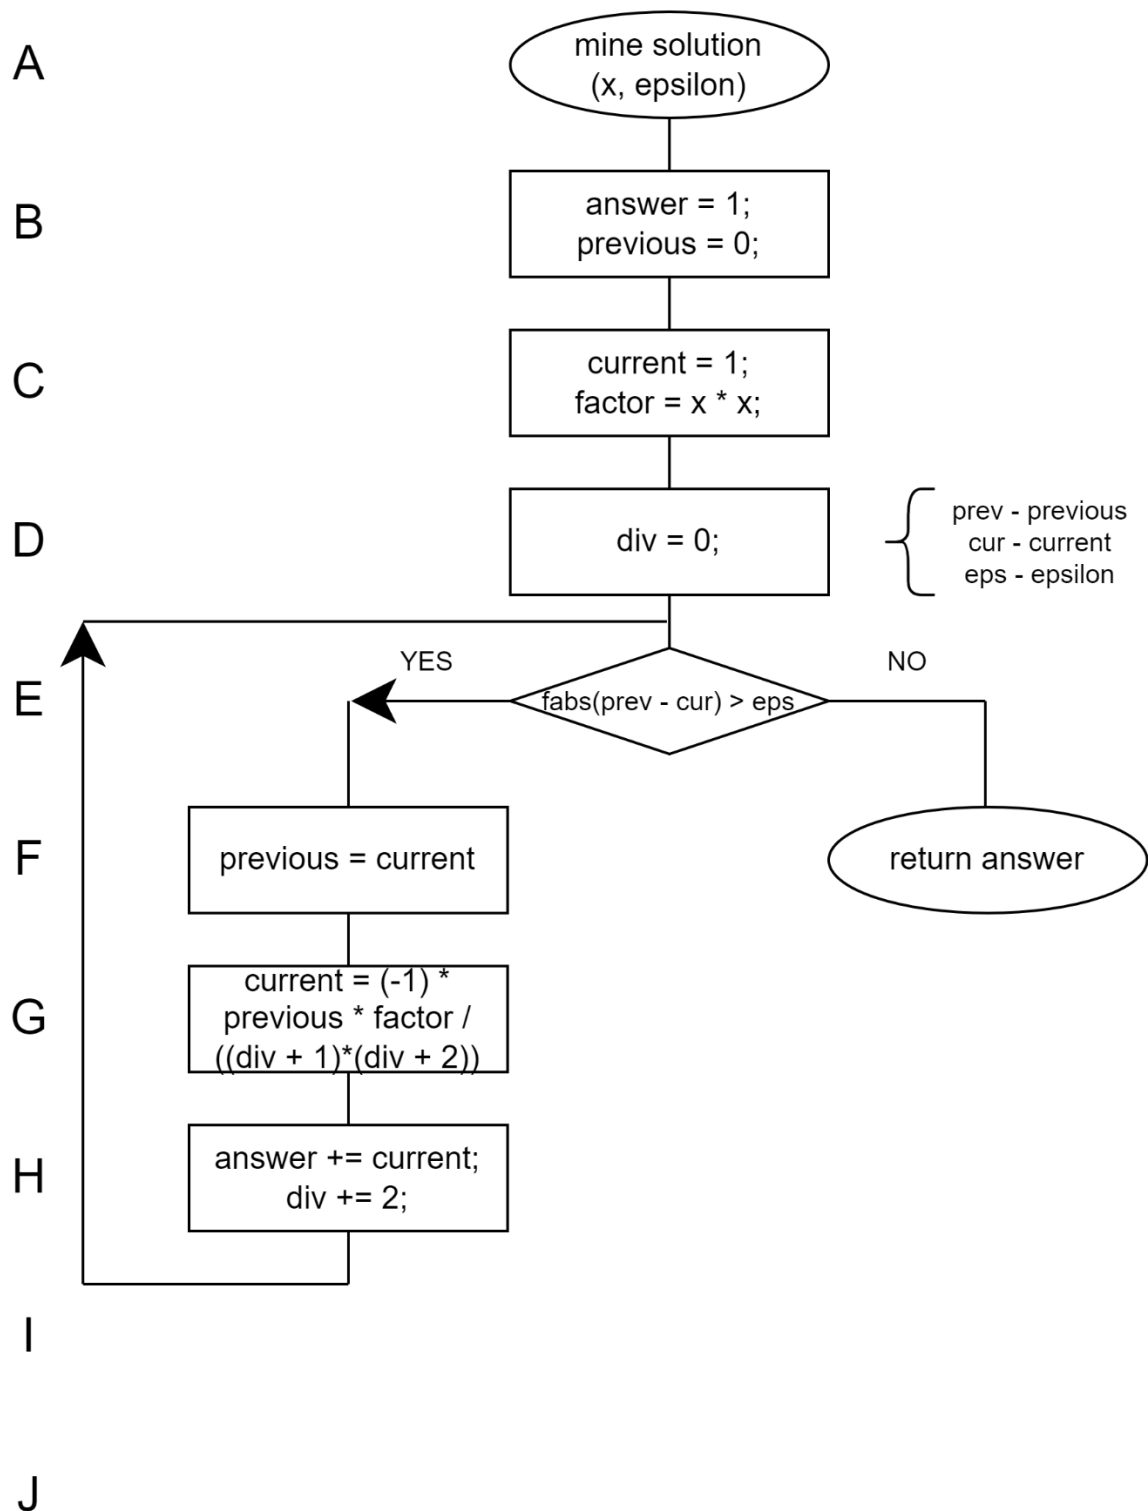 A
mine solution
(x, epsilon)
B
answer = 1;
previous = 0;
C
current = 1;
factor = x * x;
D
div = 0;
prev - previous
cur - current
eps - epsilon
YES
NO
E
fabs(prev - cur) > eps
F
previous = current
return answer
G
current = (-1) *
previous * factor /
((div + 1)*(div + 2))
H
answer += current;
div += 2;
I
J